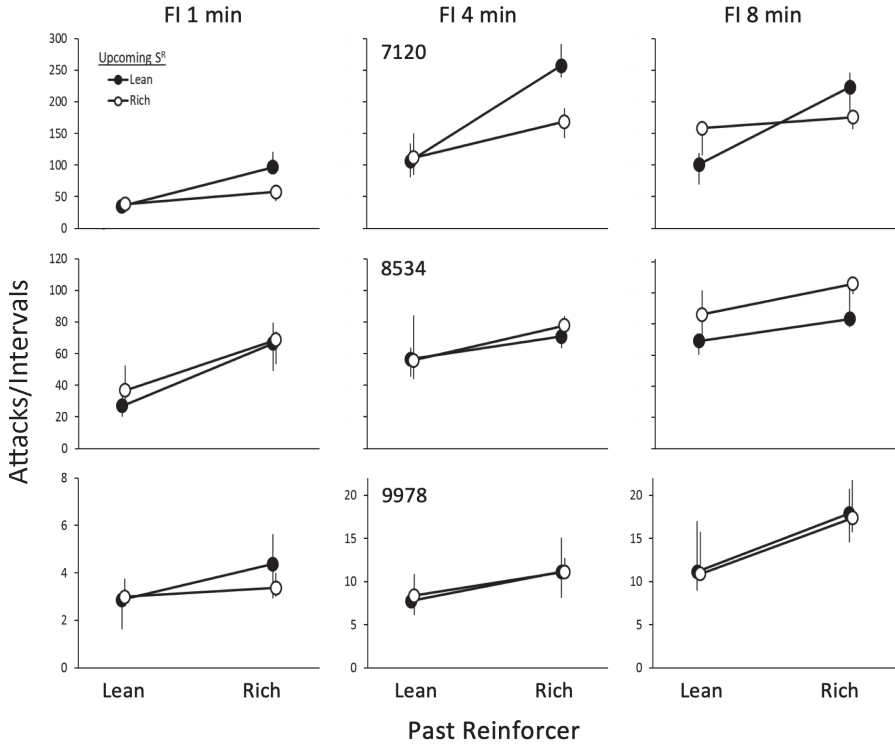 FI 1 min
FI 4 min
FI 8 min
300
250
200
150
100
50
0
Upcoming Sᴿ
Lean
Rich
7120
120
100
80
60
40
20
0
8534
8
6
4
2
0
20
15
10
5
0
9978
20
15
10
5
0
Attacks/Intervals
Lean
Rich
Lean
Rich
Lean
Rich
Past Reinforcer